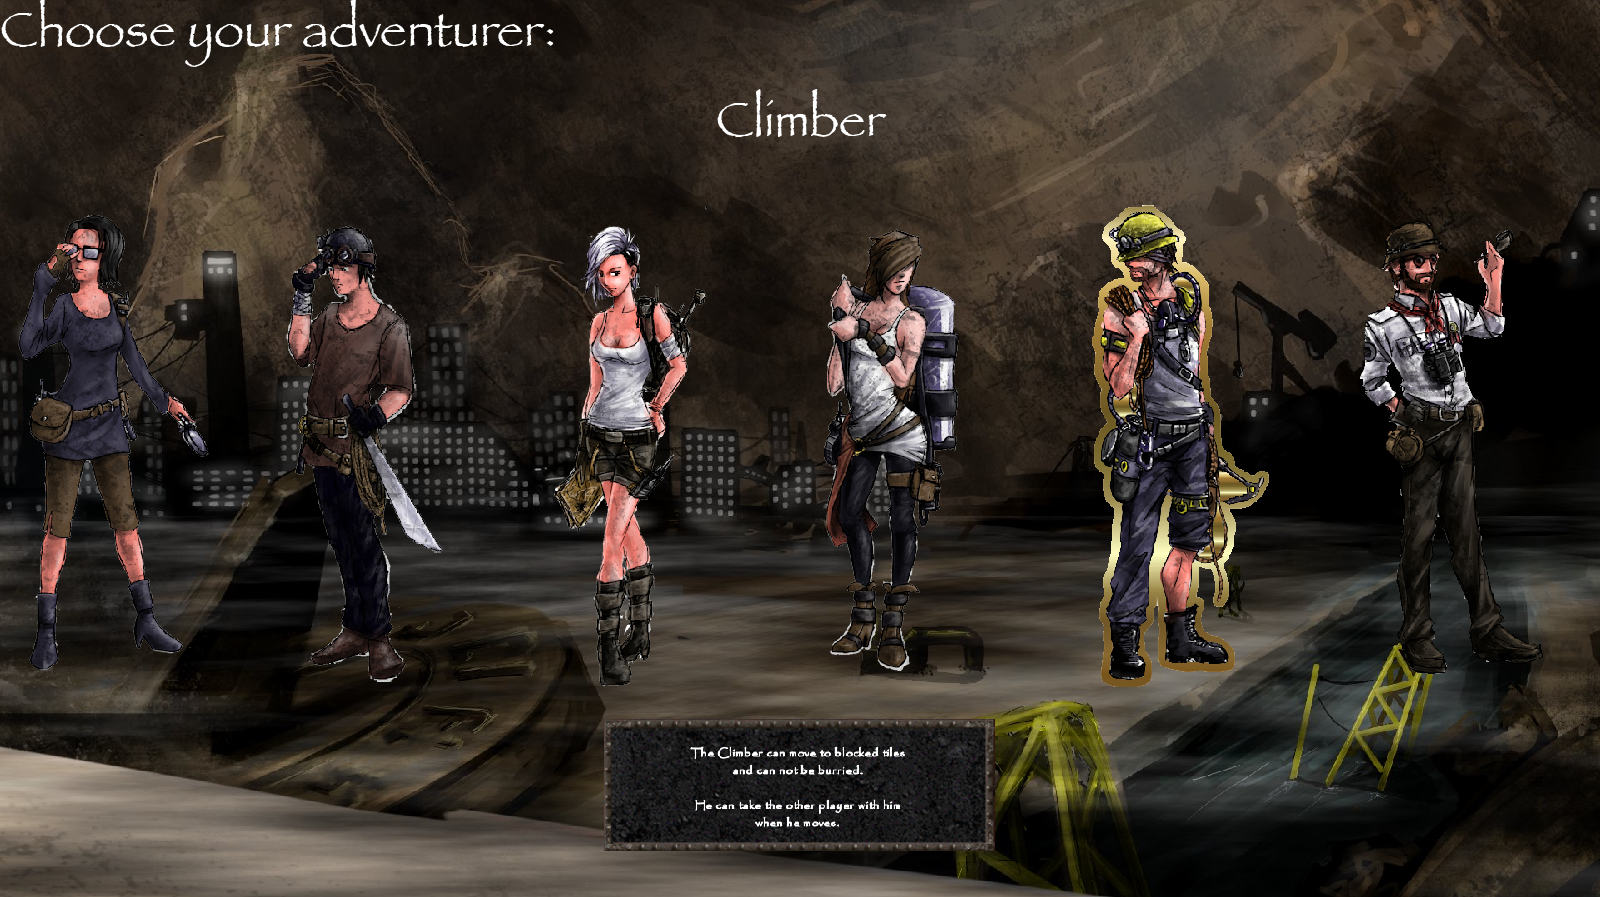 Choose your adventurer:
Climber
The Climber can move to blocked tiles
and can not be burried.
He can take the other player with him
when he moves.